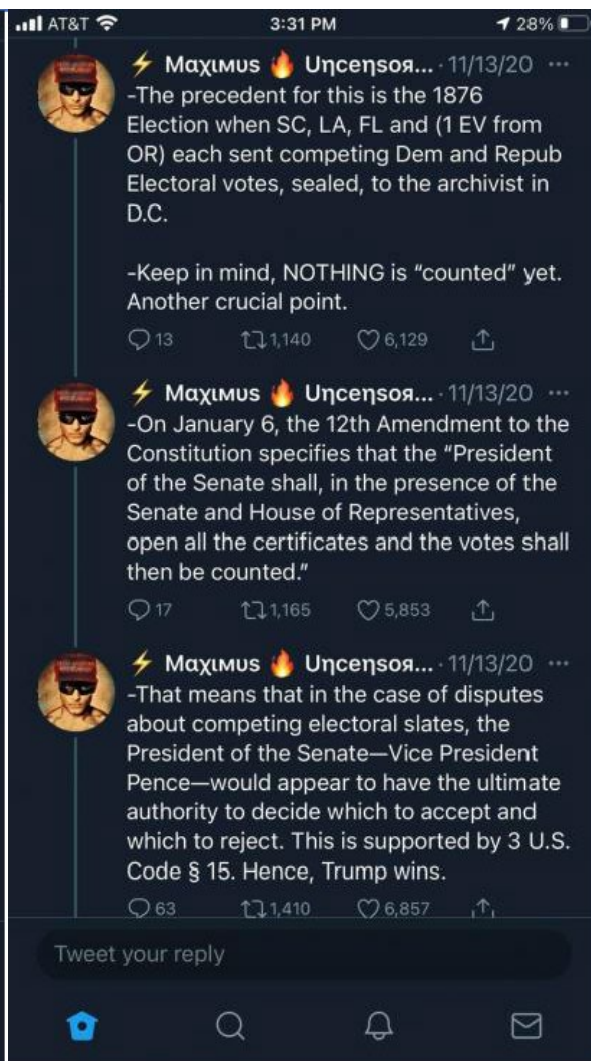 AT&T 3:31 PM 28%
⚡ Mαχιмυs 🔥 Uηceηsoя... · 11/13/20 ···
-The precedent for this is the 1876
Election when SC, LA, FL and (1 EV from
OR) each sent competing Dem and Repub
Electoral votes, sealed, to the archivist in
D.C.
-Keep in mind, NOTHING is “counted” yet.
Another crucial point.
13 1,140 6,129
⚡ Mαχιмυs 🔥 Uηceηsoя... · 11/13/20 ···
-On January 6, the 12th Amendment to the
Constitution specifies that the “President
of the Senate shall, in the presence of the
Senate and House of Representatives,
open all the certificates and the votes shall
then be counted.”
17 1,165 5,853
⚡ Mαχιмυs 🔥 Uηceηsoя... · 11/13/20 ···
-That means that in the case of disputes
about competing electoral slates, the
President of the Senate—Vice President
Pence—would appear to have the ultimate
authority to decide which to accept and
which to reject. This is supported by 3 U.S.
Code § 15. Hence, Trump wins.
63 1,410 6,857
Tweet your reply